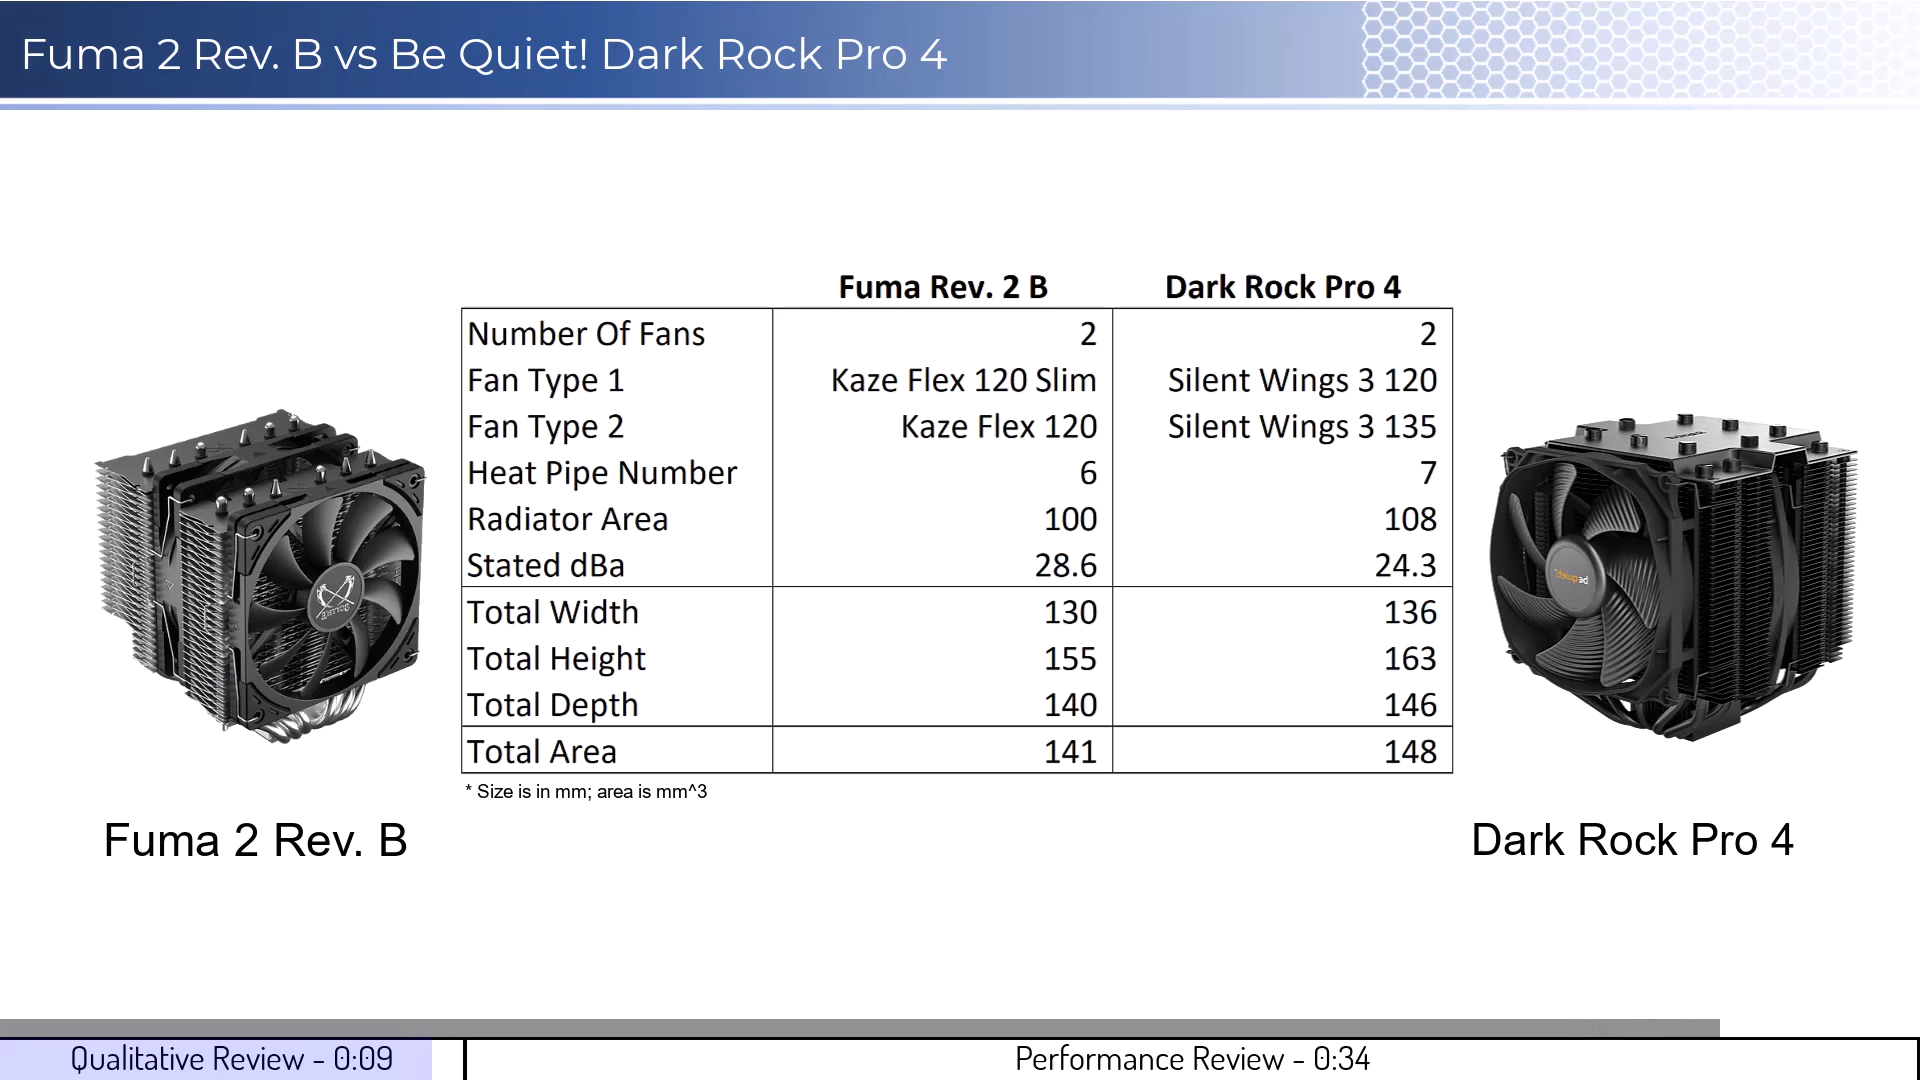 Fuma 2 Rev. B vs Be Quiet! Dark Rock Pro 4
Fuma Rev. 2 B Dark Rock Pro 4
Number Of Fans 2 2
Fan Type 1 Kaze Flex 120 Slim Silent Wings 3 120
Fan Type 2 Kaze Flex 120 Silent Wings 3 135
Heat Pipe Number 6 7
Radiator Area 100 108
Stated dBa 28.6 24.3
Total Width 130 136
Total Height 155 163
Total Depth 140 146
Total Area 141 148
* Size is in mm; area is mm^3
Fuma 2 Rev. B
Dark Rock Pro 4
Qualitative Review - 0:09
Performance Review - 0:34